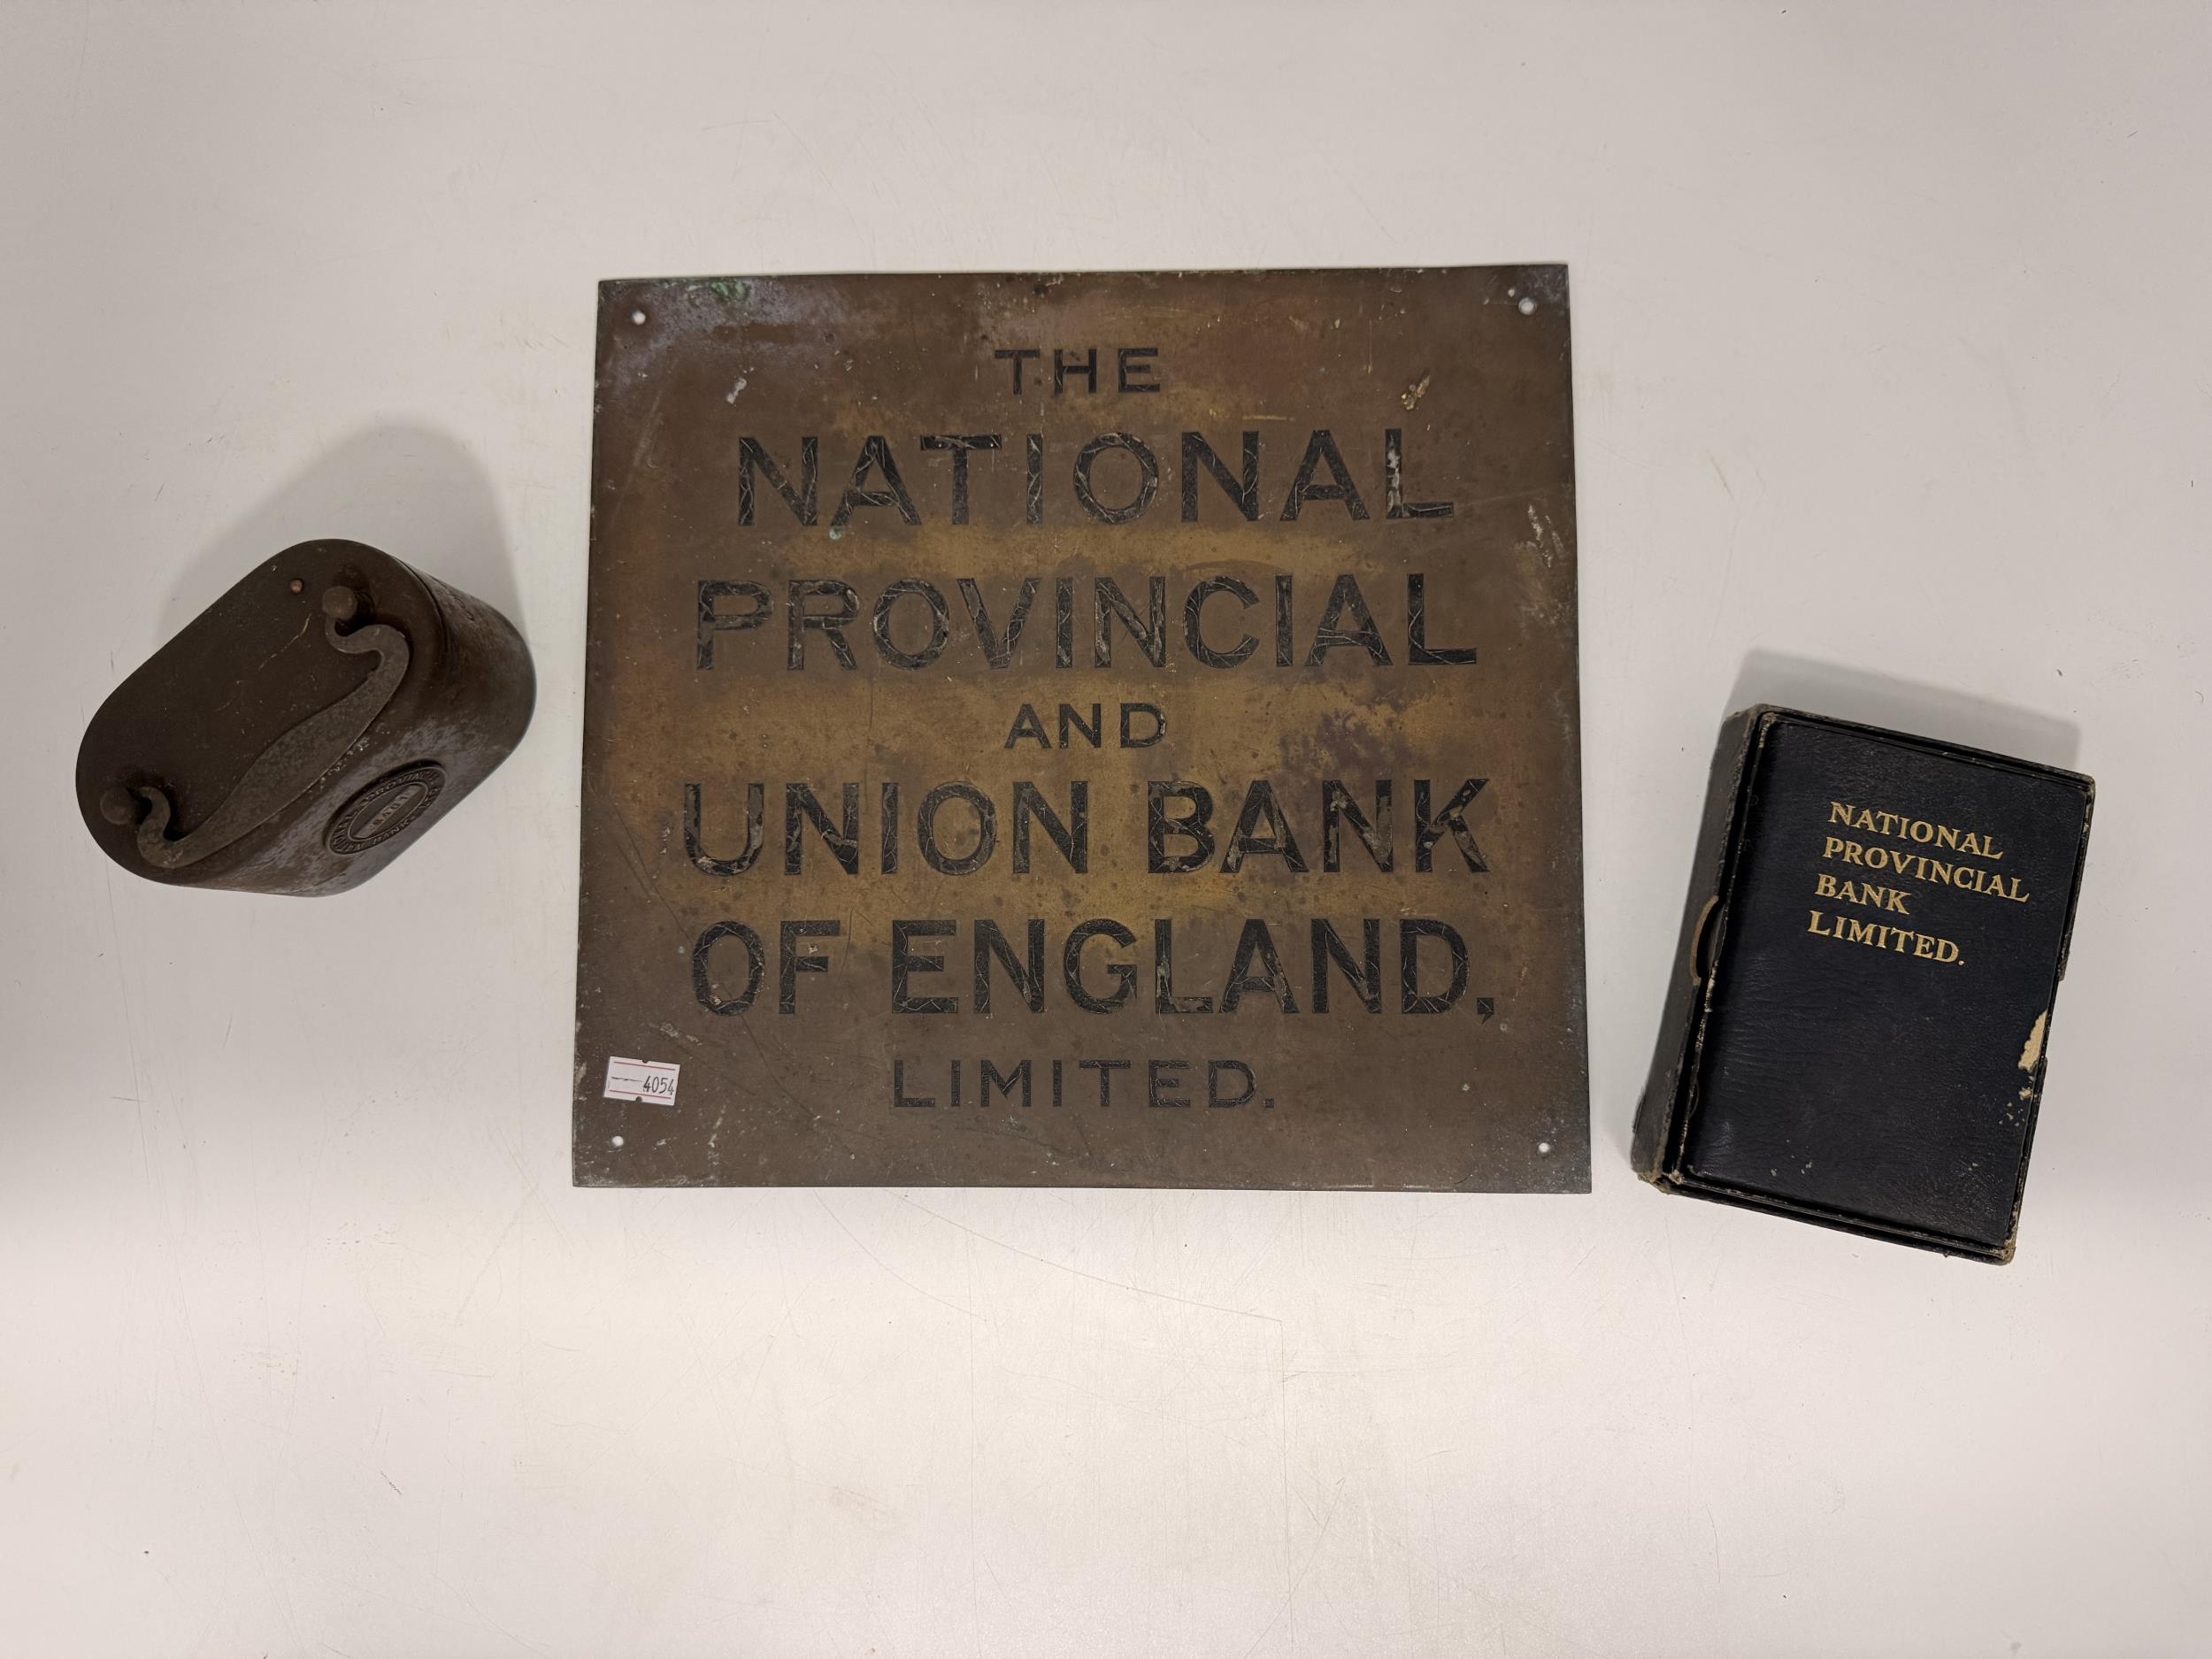 THE
NATIONAL
PROVINCIAL
AND
UNION BANK
OF ENGLAND,
LIMITED.
4054
NATIONAL
PROVINCIAL
BANK
LIMITED.